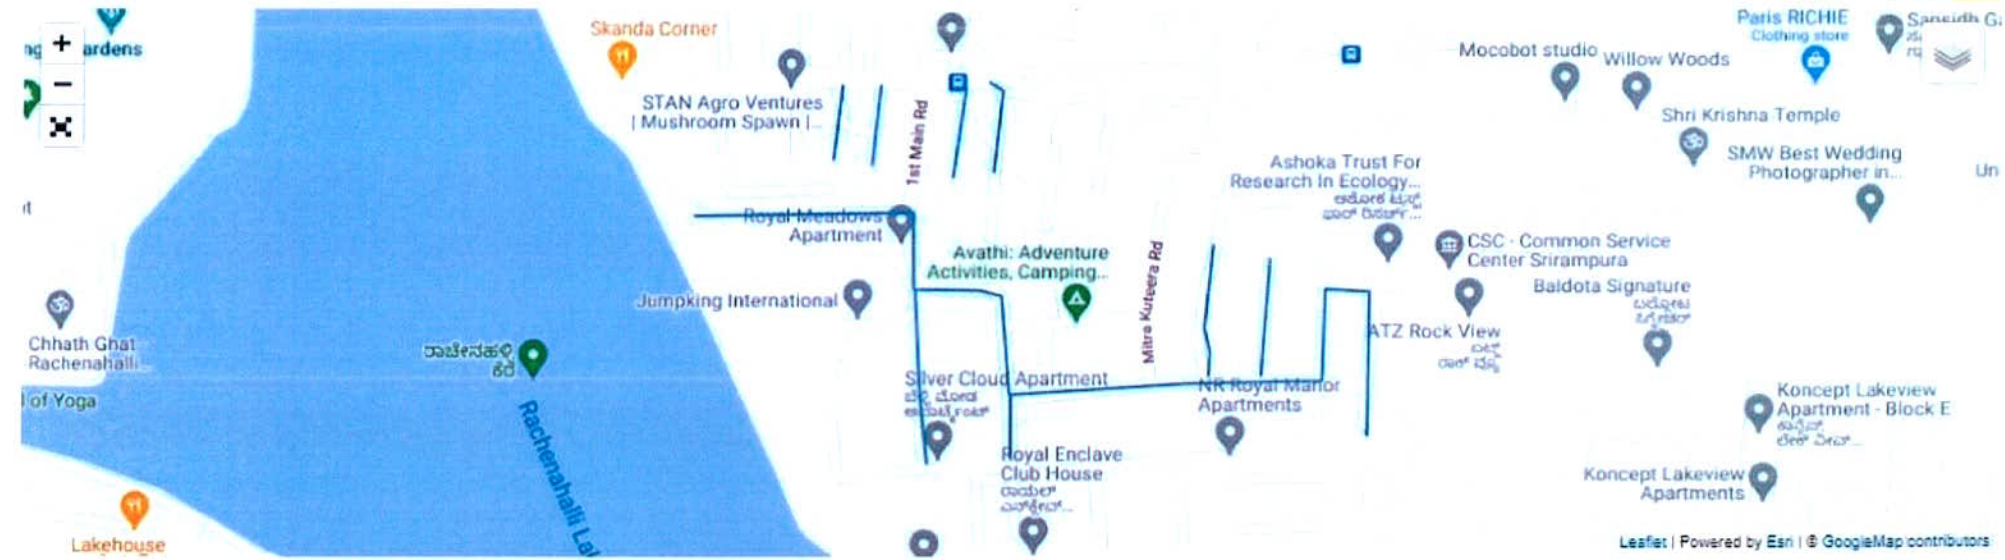 ardens
Skanda Corner
STAN Agro Ventures
| Mushroom Spawn |...
1st Main Rd
Paris RICHIE
Clothing store
Mocobot studio
Willow Woods
Shri Krishna Temple
SMW Best Wedding
Photographer in...
Un
Ashoka Trust For
Research In Ecology...
Royal Meadows
Apartment
Avathi: Adventure
Activities, Camping...
Mitra Kuteera Rd
CSC - Common Service
Center Srirampura
Baldota Signature
Jumpking International
ATZ Rock View
Chhath Ghat
Rachenahalli...
ರಾಚೇನಹಳ್ಳಿ
ಕೆರೆ
Rachenahalli Lal
l of Yoga
Silver Cloud Apartment
ಬೆಳ್ಳಿ ಮೋಡ
NR Royal Manor
Apartments
Koncept Lakeview
Apartment - Block E
Royal Enclave
Club House
ರಾಯಲ್
ಎನ್‌ಕ್ಲೇವ್...
Koncept Lakeview
Apartments
Lakehouse
Leaflet | Powered by Esri | © GoogleMap contributors